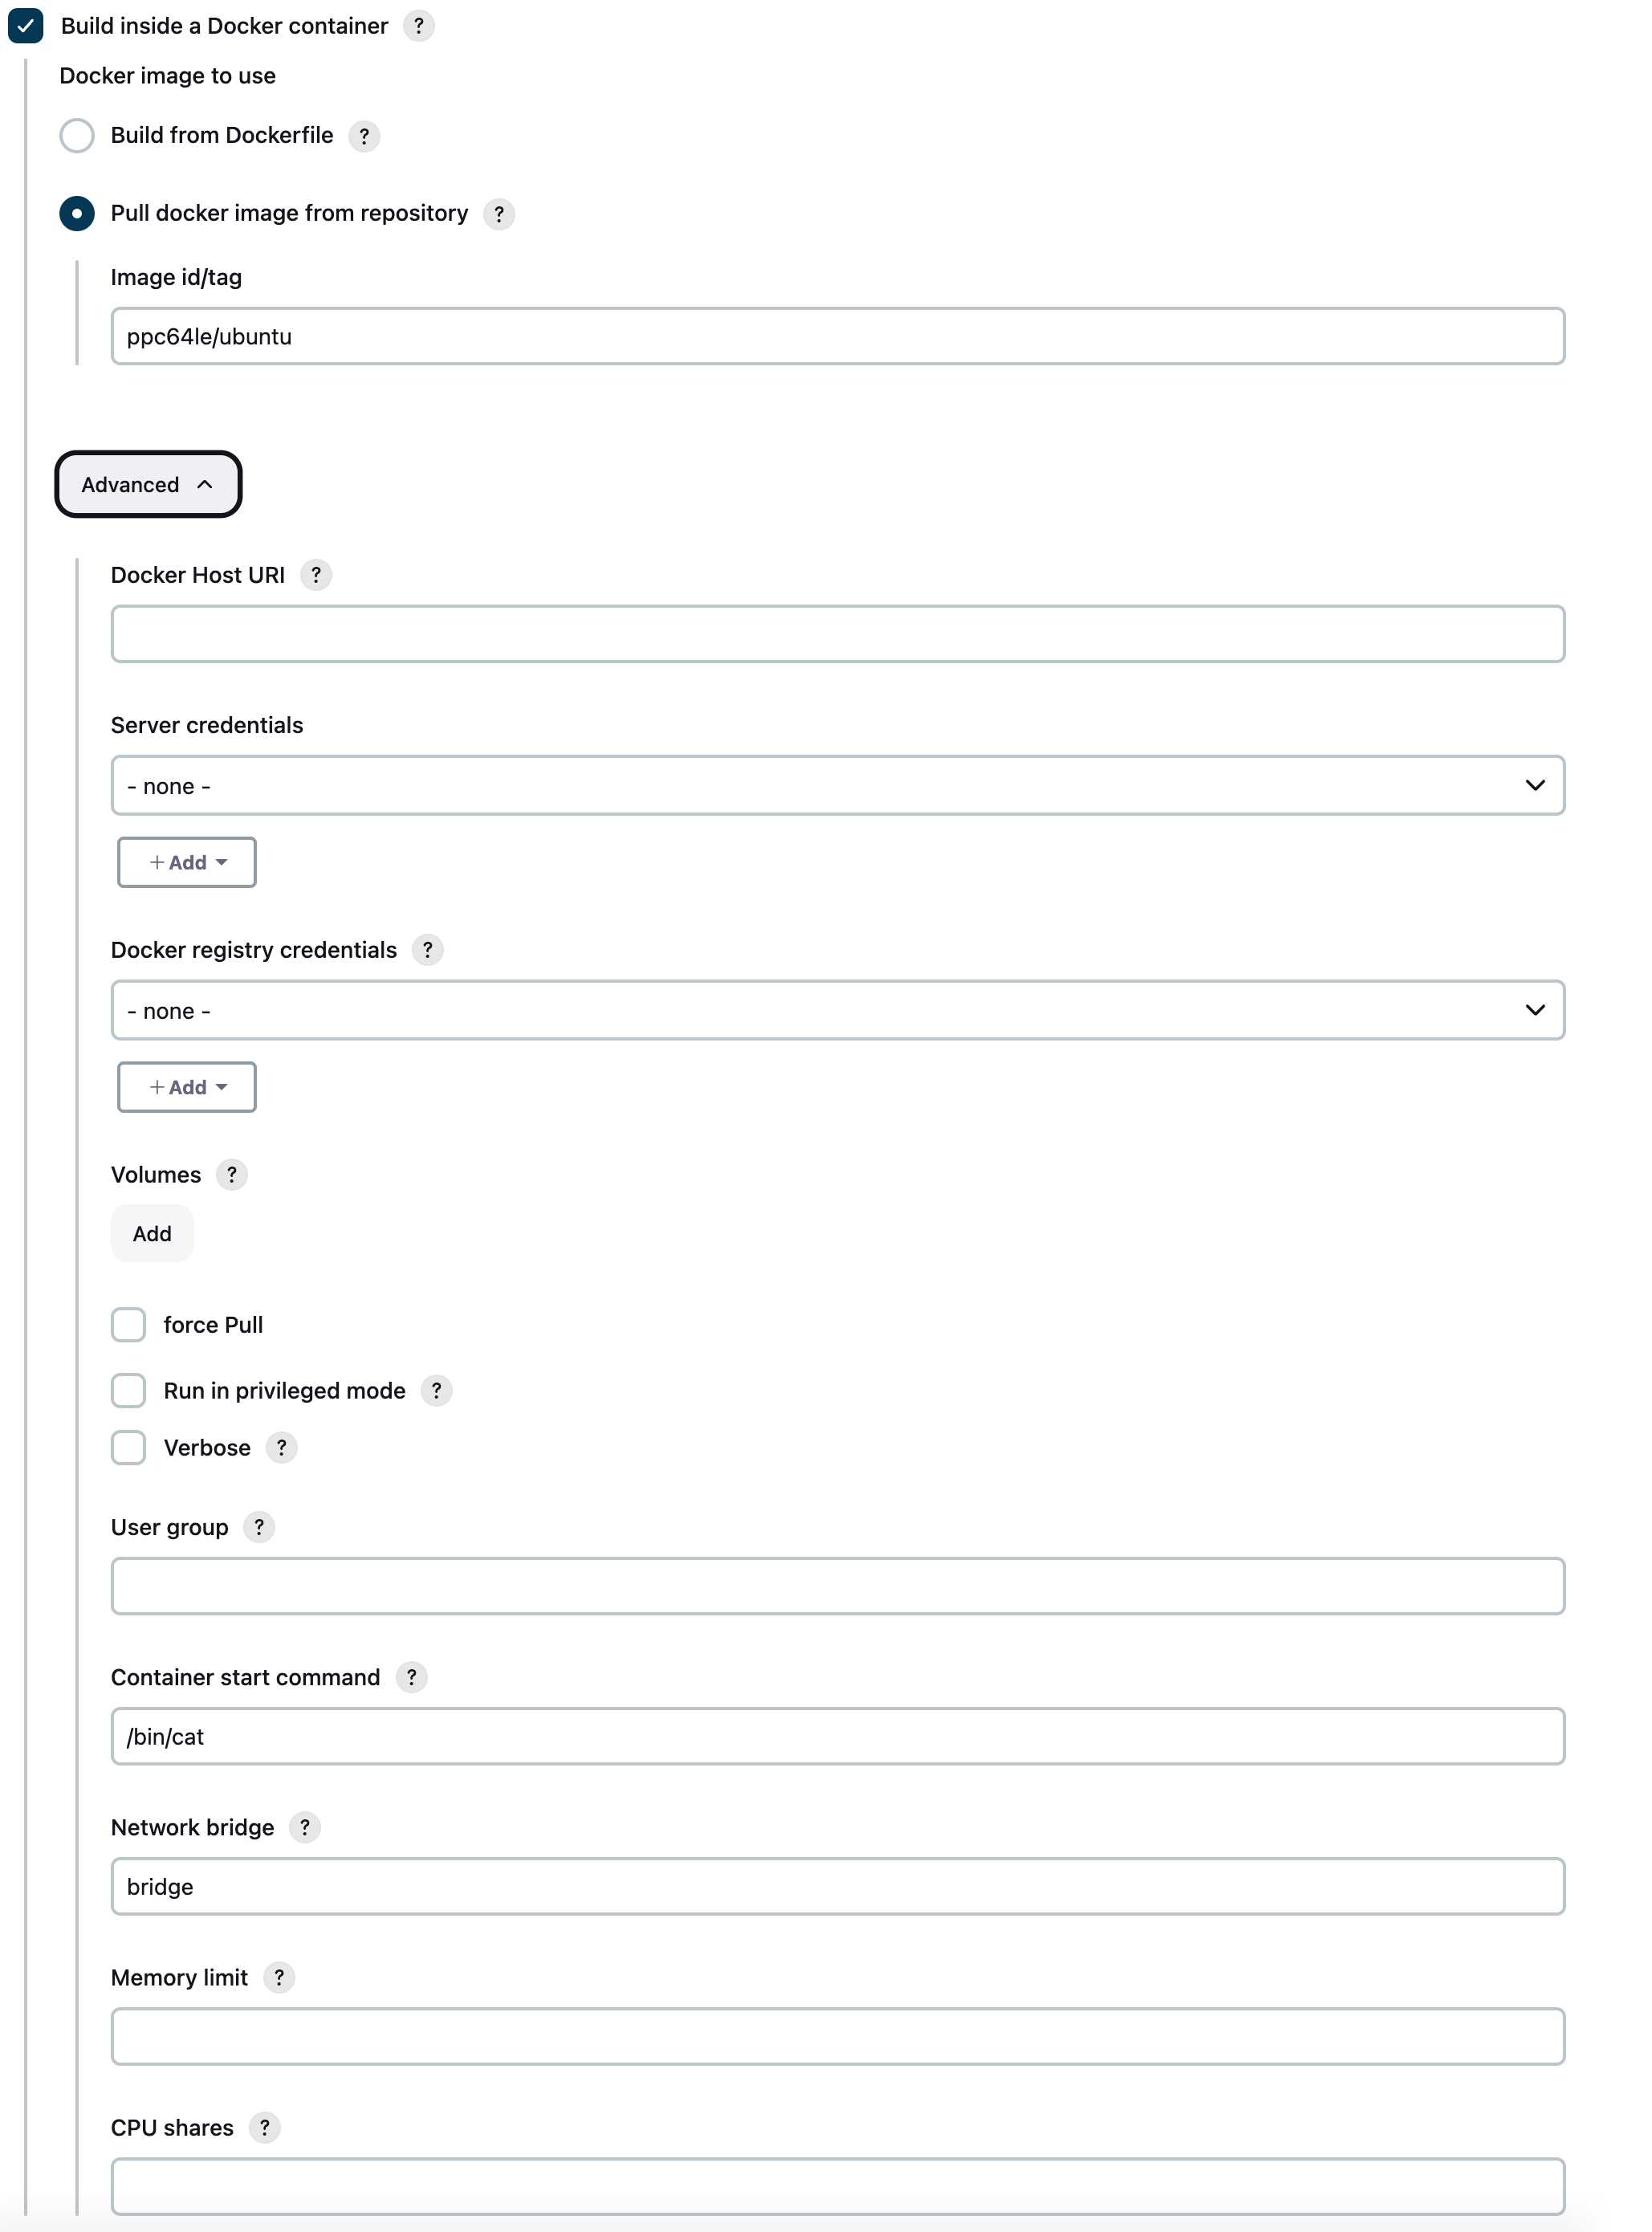 Build inside a Docker container ?
Docker image to use
Build from Dockerfile ?
Pull docker image from repository ?
Image id/tag
ppc64le/ubuntu
Advanced
Docker Host URI ?
Server credentials
- none -
+ Add
Docker registry credentials ?
- none -
+ Add
Volumes ?
Add
force Pull
Run in privileged mode ?
Verbose ?
User group ?
Container start command ?
/bin/cat
Network bridge ?
bridge
Memory limit ?
CPU shares ?